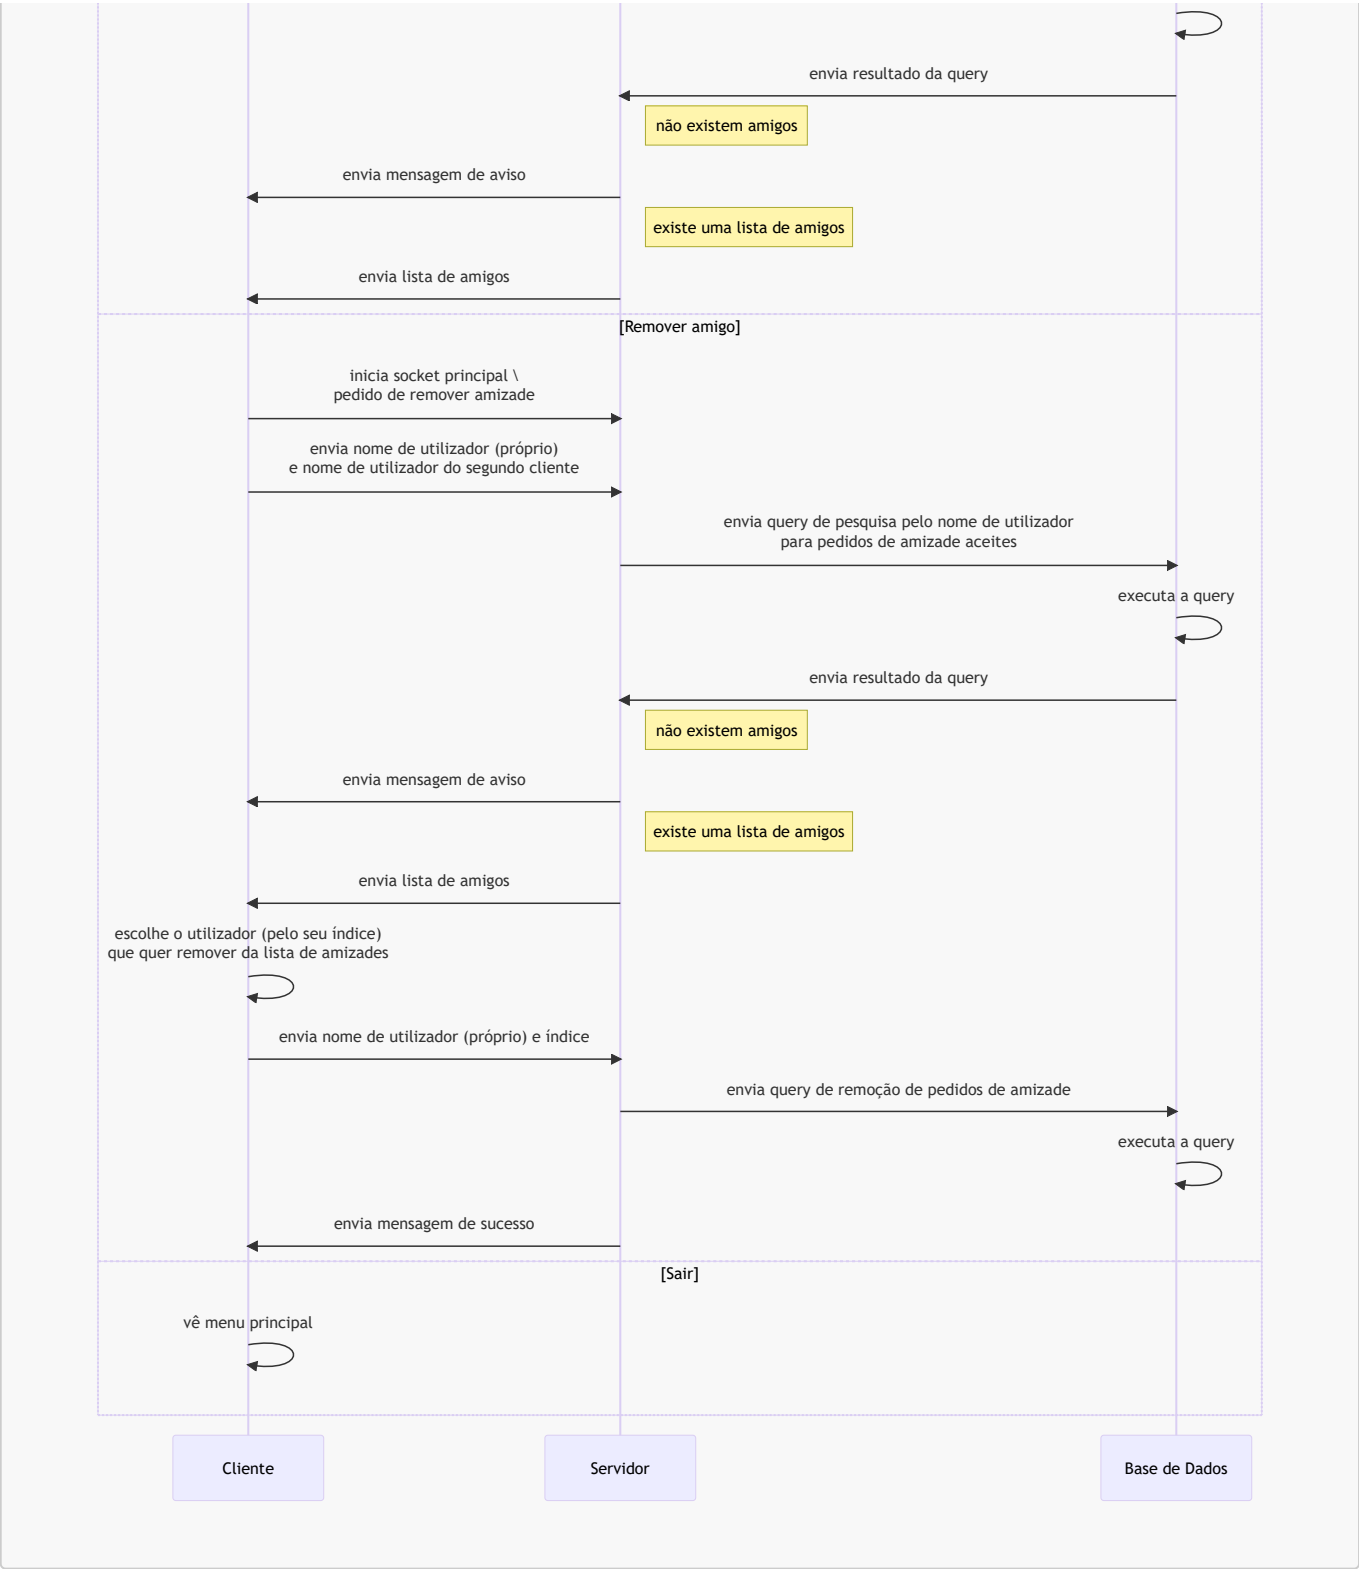 envia resultado da query
não existem amigos
envia mensagem de aviso
existe uma lista de amigos
envia lista de amigos
[Remover amigo]
inicia socket principal \
pedido de remover amizade
envia nome de utilizador (próprio)
e nome de utilizador do segundo cliente
envia query de pesquisa pelo nome de utilizador
para pedidos de amizade aceites
executa a query
envia resultado da query
não existem amigos
envia mensagem de aviso
existe uma lista de amigos
envia lista de amigos
escolhe o utilizador (pelo seu índice)
que quer remover da lista de amizades
envia nome de utilizador (próprio) e índice
envia query de remoção de pedidos de amizade
executa a query
envia mensagem de sucesso
[Sair]
vê menu principal
Cliente
Servidor
Base de Dados